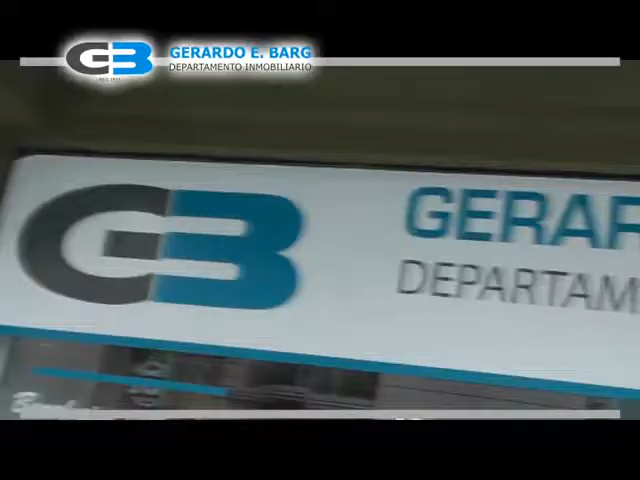 GB GERARDO E. BARG
DEPARTAMENTO INMOBILIARIO
GB GERAR
DEPARTAM